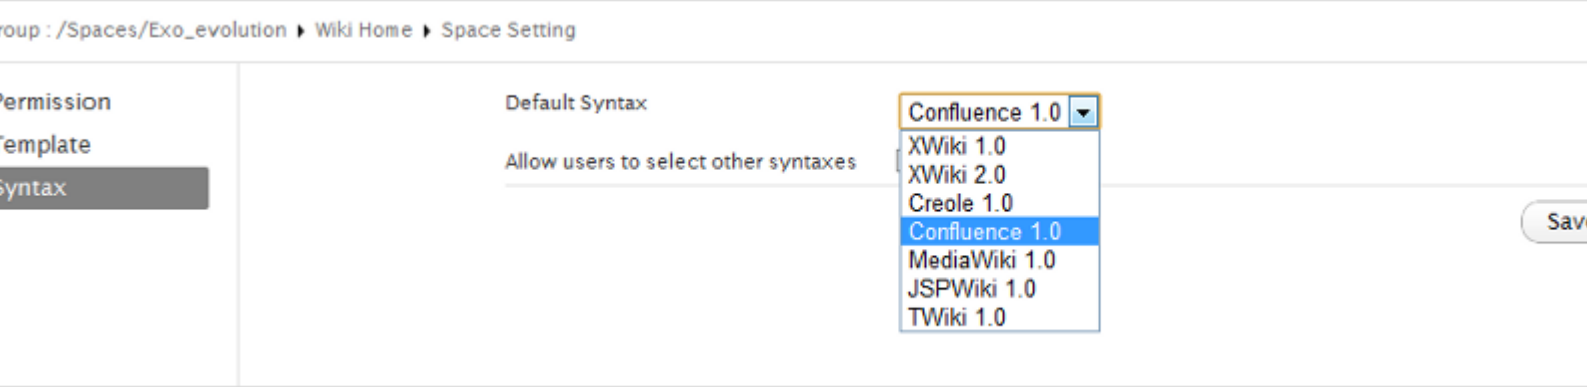 roup : /Spaces/Exo_evolution ▸ Wiki Home ▸ Space Setting
Permission
Template
Syntax
Default Syntax
Confluence 1.0
Allow users to select other syntaxes
XWiki 1.0
XWiki 2.0
Creole 1.0
Confluence 1.0
MediaWiki 1.0
JSPWiki 1.0
TWiki 1.0
Save